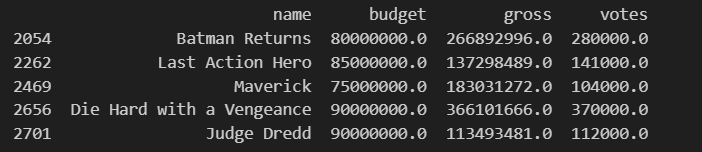 name budget gross votes
2054 Batman Returns 80000000.0 266892996.0 280000.0
2262 Last Action Hero 85000000.0 137298489.0 141000.0
2469 Maverick 75000000.0 183031272.0 104000.0
2656 Die Hard with a Vengeance 90000000.0 366101666.0 370000.0
2701 Judge Dredd 90000000.0 113493481.0 112000.0